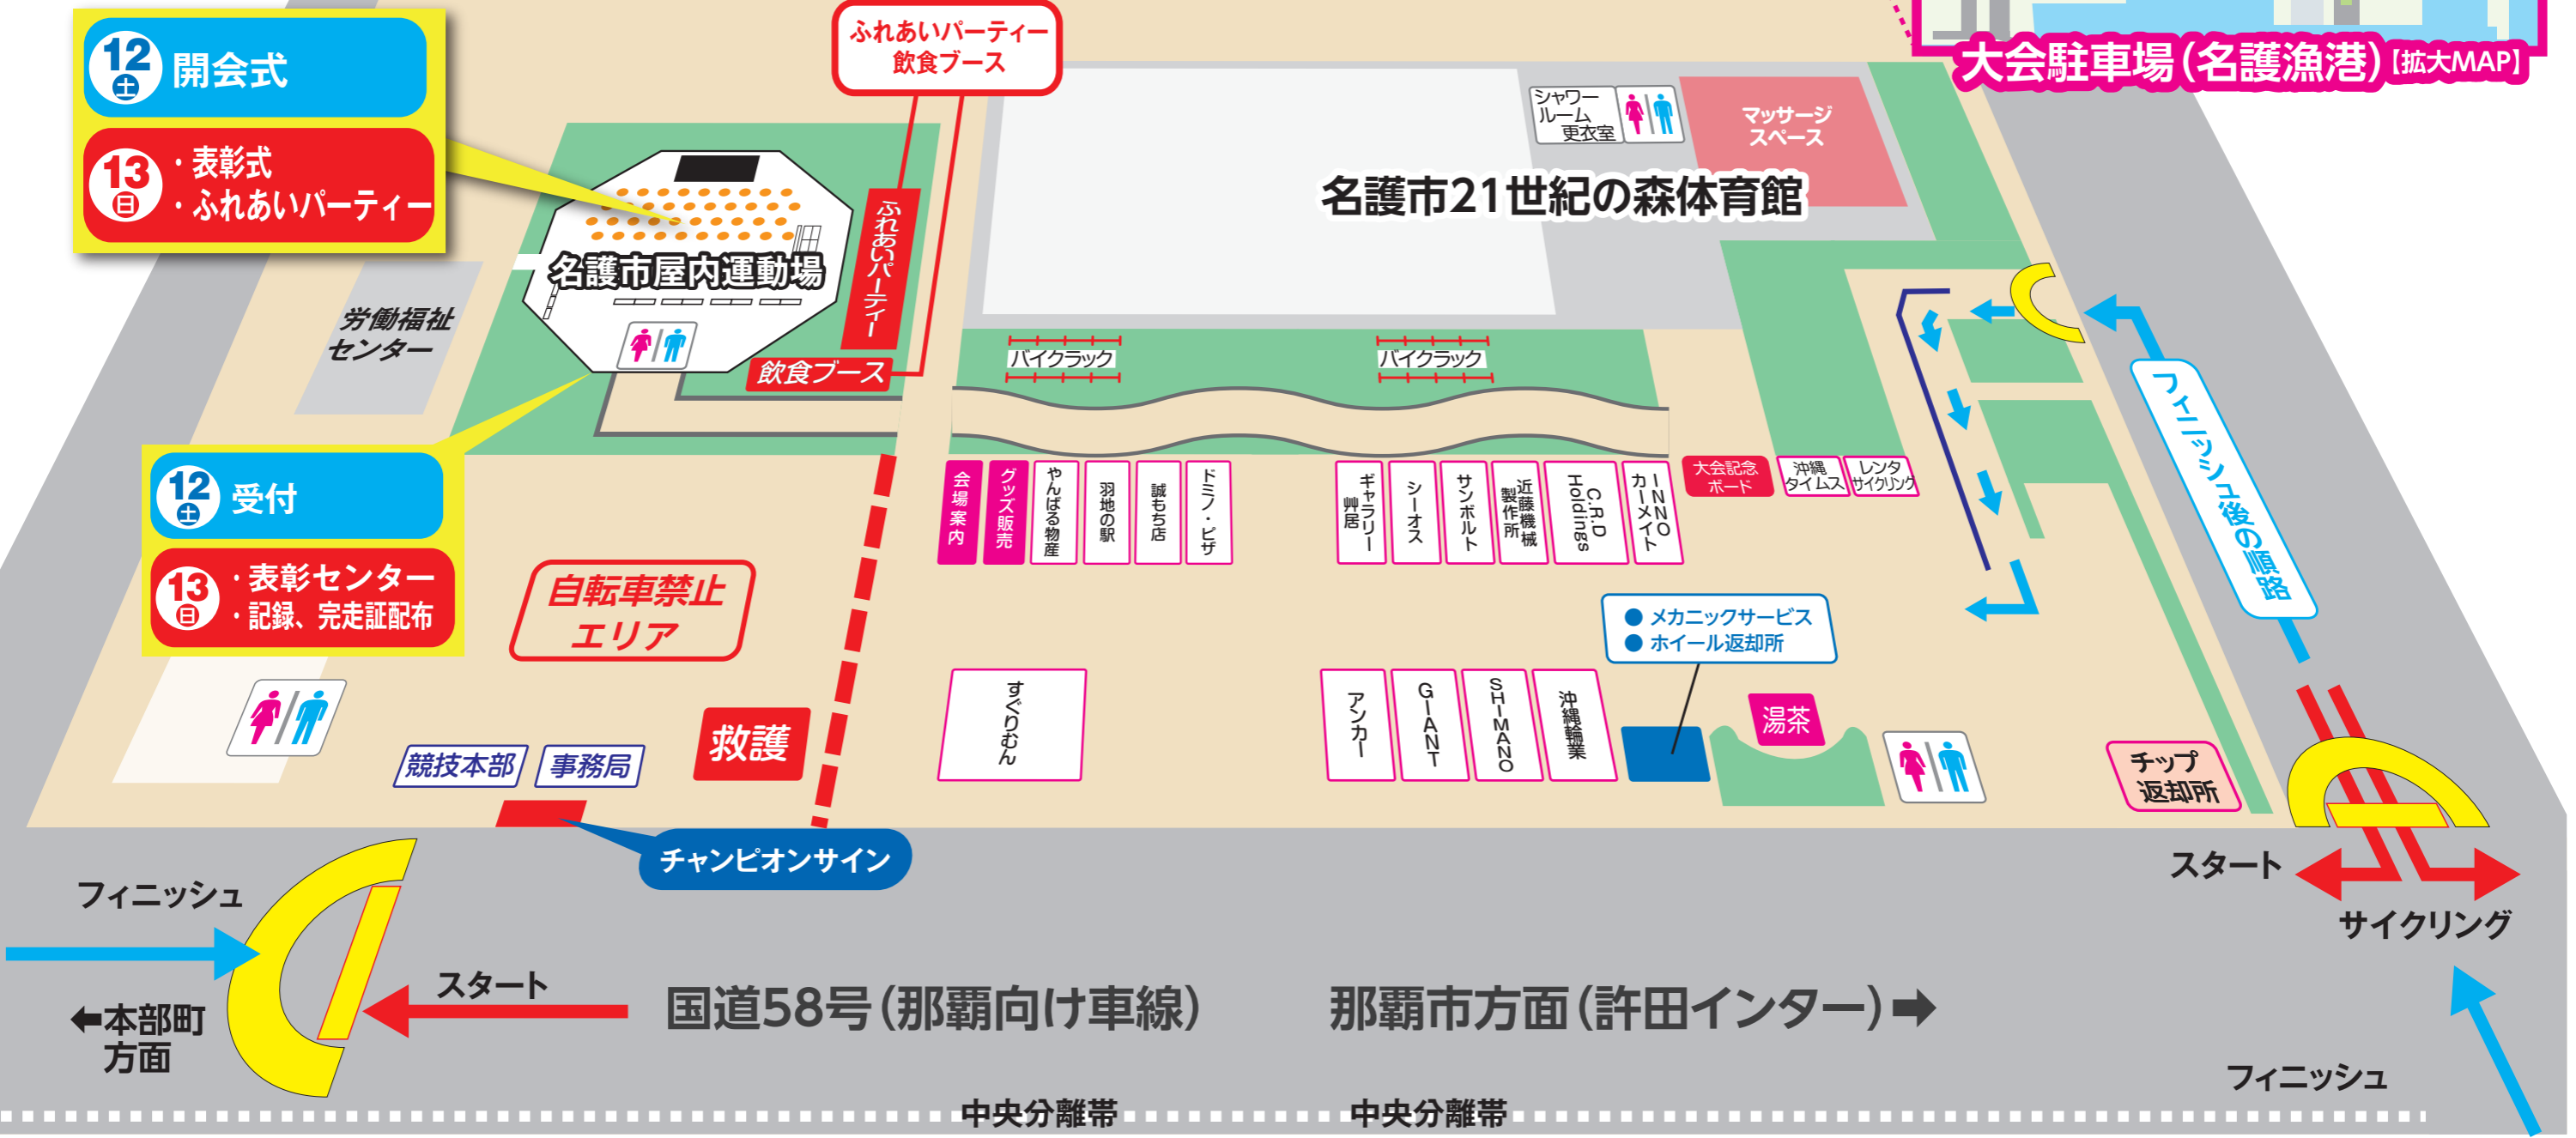 12
土
開会式
13
日
・表彰式
・ふれあいパーティー
ふれあいパーティー
飲食ブース
大会駐車場(名護漁港)【拡大MAP】
シャワー
ルーム
更衣室
マッサージ
スペース
名護市21世紀の森体育館
名護市屋内運動場
ふれあいパーティー
飲食ブース
労働福祉
センター
バイクラック
バイクラック
フィニッシュ後の順路
12
土
受付
13
日
・表彰センター
・記録、完走証配布
会場案内
グッズ販売
やんばる物産
羽地の駅
誠もち店
ドミノ・ピザ
ギャラリー
艸居
シーオス
サンボルト
近藤機械
製作所
C.R.D
Holdings
INNO
カーメイト
大会記念
ボード
沖縄
タイムス
レンタ
サイクリング
自転車禁止
エリア
● メカニックサービス
● ホイール返却所
すぐりむん
アンカー
GIANT
SHIMANO
沖縄輪業
湯茶
救護
競技本部
事務局
チップ
返却所
チャンピオンサイン
フィニッシュ
スタート
←本部町
方面
国道58号(那覇向け車線)
那覇市方面(許田インター)➡
スタート
サイクリング
フィニッシュ
中央分離帯
中央分離帯